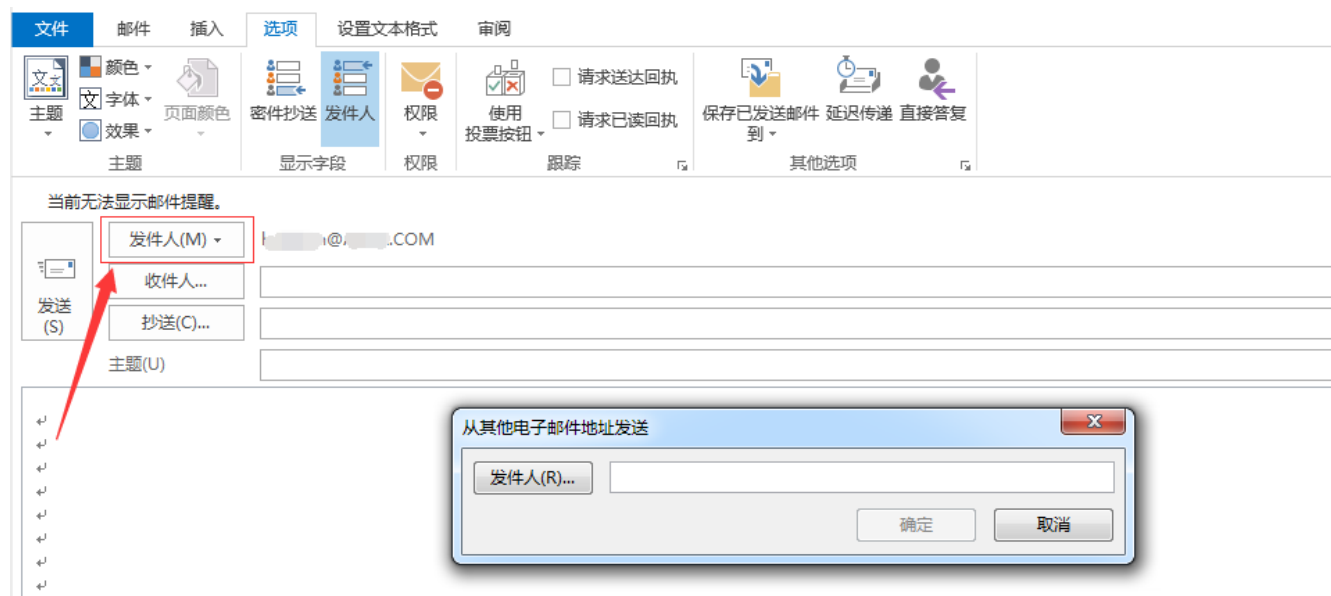 文件 邮件 插入 选项 设置文本格式 审阅
文文
主题
颜色
文 字体
效果
页面颜色
密件抄送 发件人
权限
使用
投票按钮
请求送达回执
请求已读回执
保存已发送邮件
到
延迟传递 直接答复
主题 显示字段 权限 跟踪 其他选项
当前无法显示邮件提醒。
发件人(M) @ .COM
收件人...
发送
(S)
抄送(C)...
主题(U)
从其他电子邮件地址发送
发件人(R)...
确定 取消